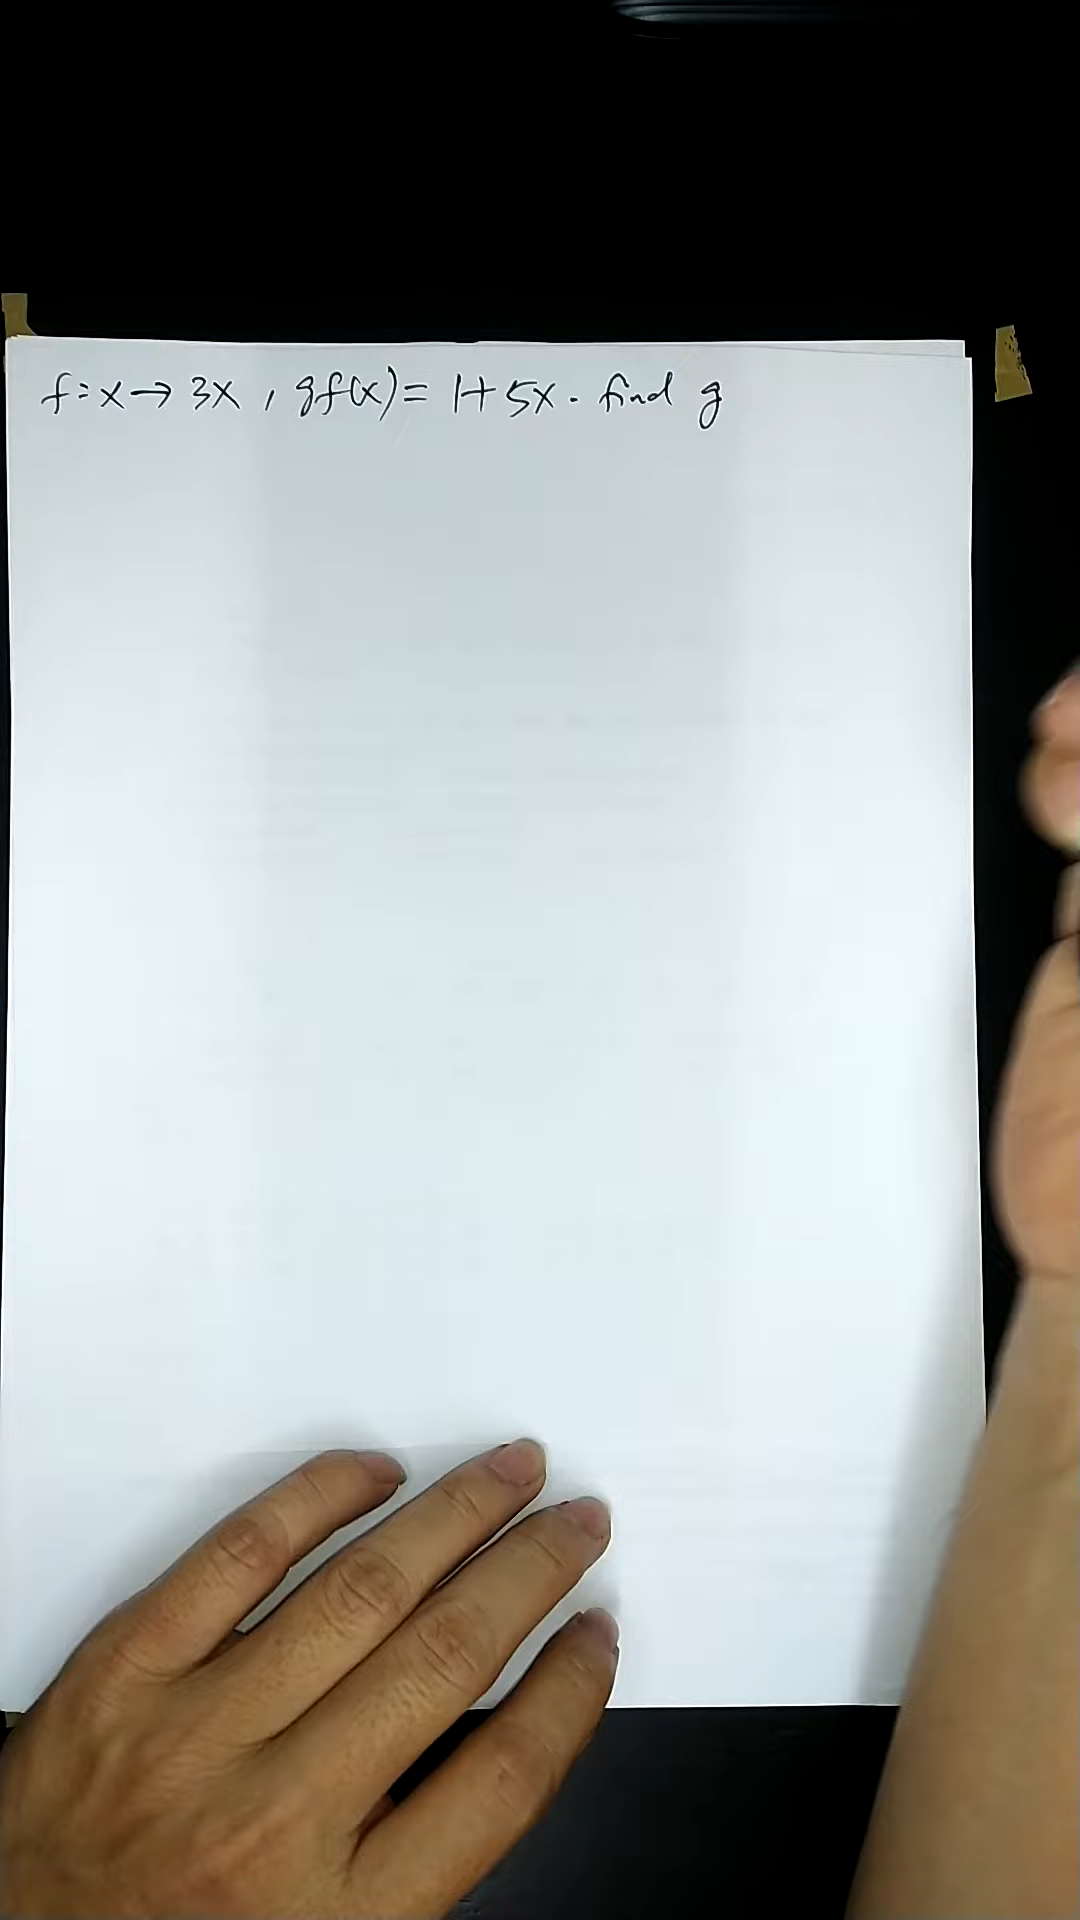 f: x → 3x , gf(x) = 1 + 5x . find g